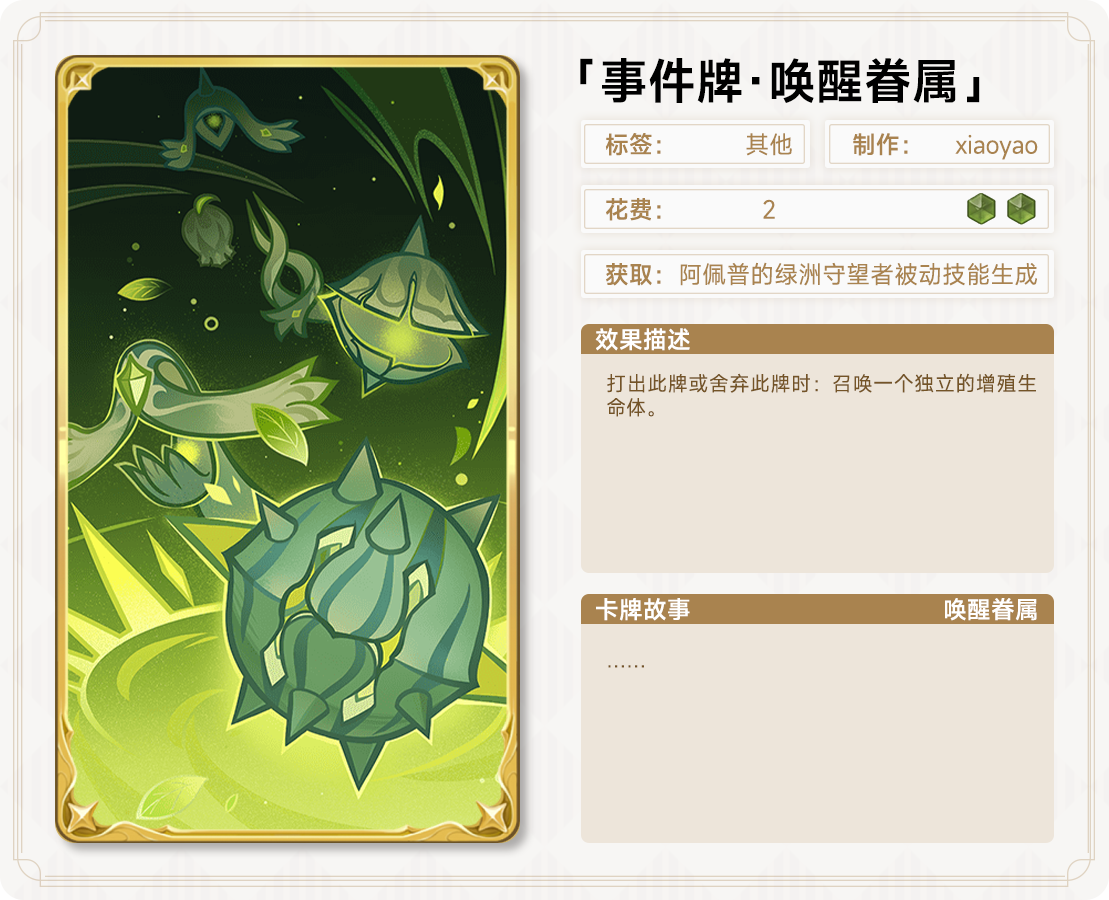 「事件牌·唤醒眷属」
标签： 其他 制作： xiaoyao
花费： 2
获取： 阿佩普的绿洲守望者被动技能生成
效果描述
打出此牌或舍弃此牌时：召唤一个独立的增殖生
命体。
卡牌故事 唤醒眷属
……